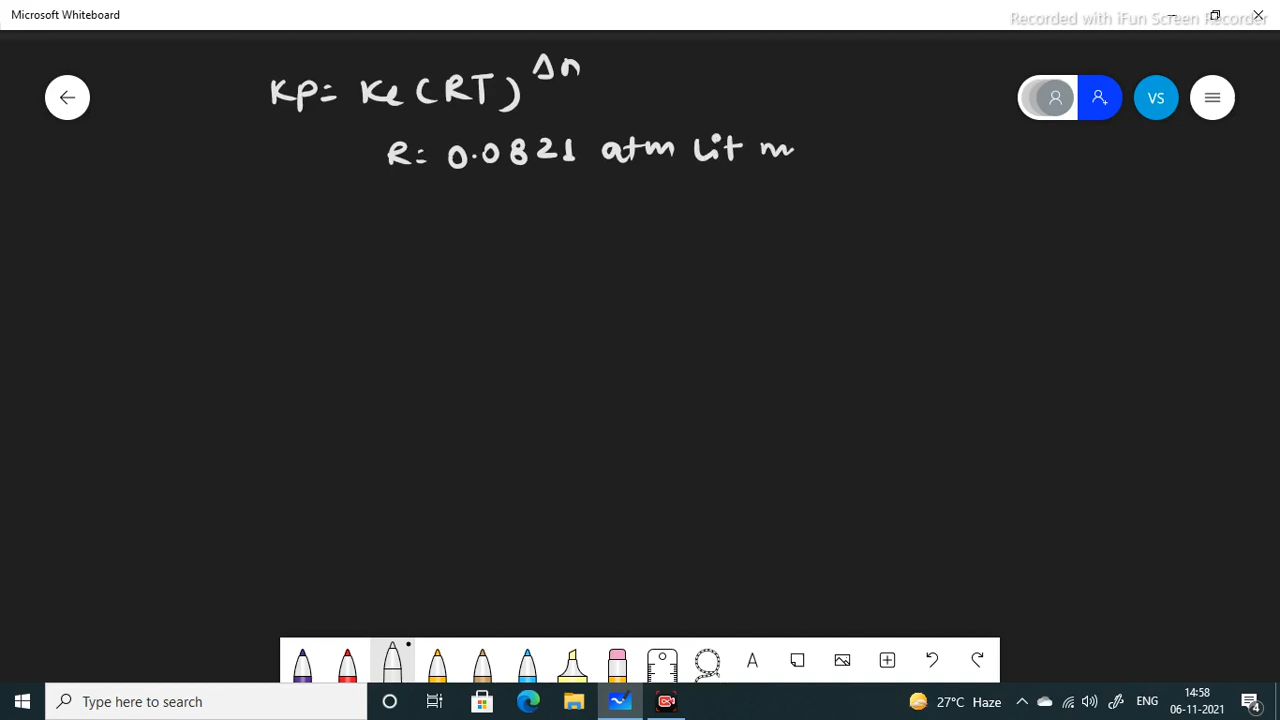 Microsoft Whiteboard
Recorded with iFun Screen Recorder
Kp = Kc (RT)^Δn
R = 0.0821 atm Lit m
VS
A
Type here to search
27°C Haze
ENG
14:58
06-11-2021
4